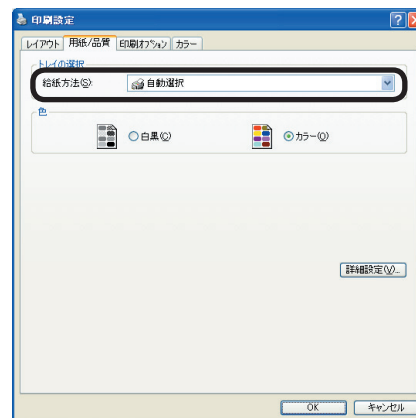 印刷設定
レイアウト 用紙/品質 印刷オプション カラー
トレイの選択
給紙方法(S): 自動選択
色
白黒(C) カラー(O)
詳細設定(V)...
OK キャンセル